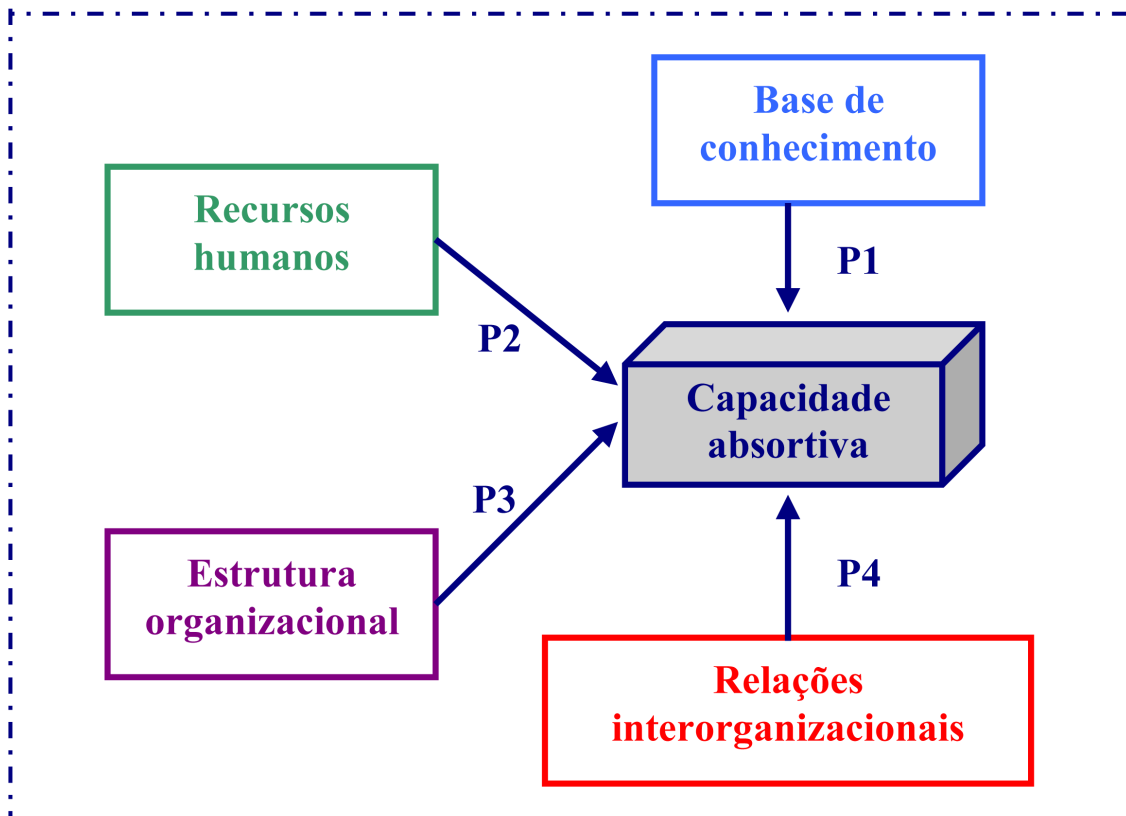 Base de
conhecimento
Recursos
humanos
P1
P2
Capacidade
absortiva
P3
Estrutura
organizacional
P4
Relações
interorganizacionais